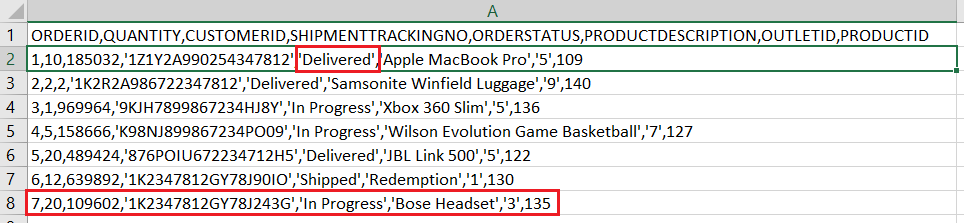 A
1 ORDERID,QUANTITY,CUSTOMERID,SHIPMENTTRACKINGNO,ORDERSTATUS,PRODUCTDESCRIPTION,OUTLETID,PRODUCTID
2 1,10,185032,'1Z1Y2A990254347812','Delivered','Apple MacBook Pro','5',109
3 2,2,2,'1K2R2A986722347812','Delivered','Samsonite Winfield Luggage','9',140
4 3,1,969964,'9KJH7899867234HJ8Y','In Progress','Xbox 360 Slim','5',136
5 4,5,158666,'K98NJ899867234PO09','In Progress','Wilson Evolution Game Basketball','7',127
6 5,20,489424,'876POIU672234712H5','Delivered','JBL Link 500','5',122
7 6,12,639892,'1K2347812GY78J90IO','Shipped','Redemption','1',130
8 7,20,109602,'1K2347812GY78J243G','In Progress','Bose Headset','3',135